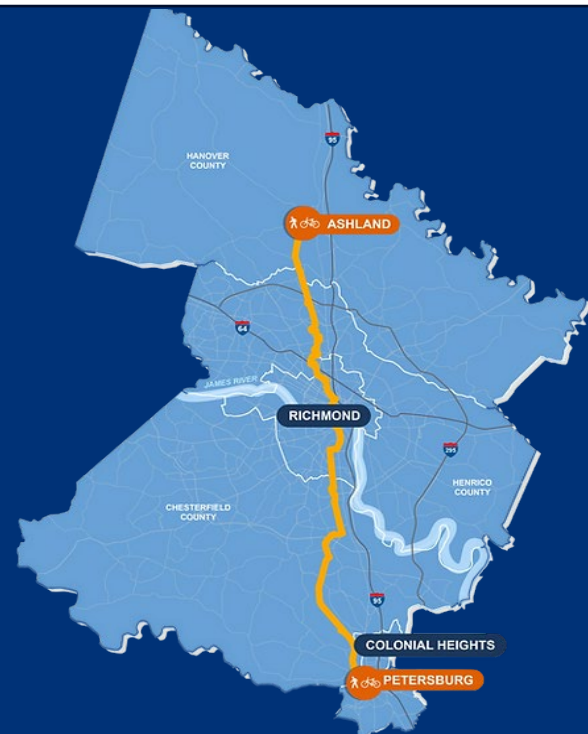 95
HANOVER
COUNTY
ASHLAND
64
JAMES RIVER
RICHMOND
295
HENRICO
COUNTY
CHESTERFIELD
COUNTY
95
COLONIAL HEIGHTS
PETERSBURG